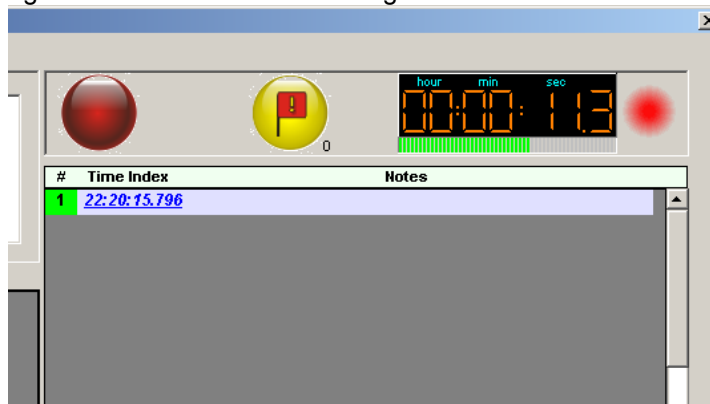 hour min sec
00:00:11.3
0
# Time Index Notes
1 22:20:15.796